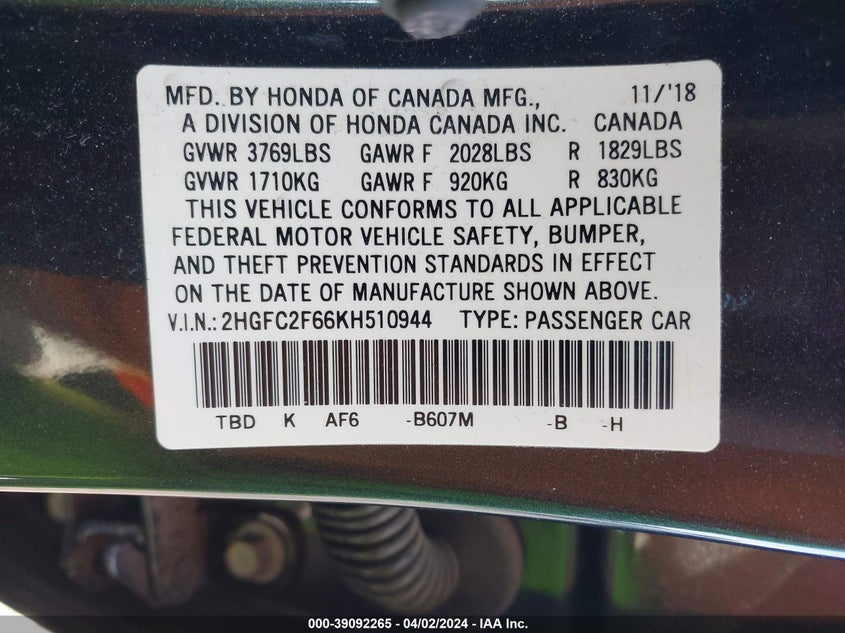 MFD. BY HONDA OF CANADA MFG., 11/'18
A DIVISION OF HONDA CANADA INC. CANADA
GVWR 3769LBS GAWR F 2028LBS R 1829LBS
GVWR 1710KG GAWR F 920KG R 830KG
THIS VEHICLE CONFORMS TO ALL APPLICABLE
FEDERAL MOTOR VEHICLE SAFETY, BUMPER,
AND THEFT PREVENTION STANDARDS IN EFFECT
ON THE DATE OF MANUFACTURE SHOWN ABOVE.
V.I.N.: 2HGFC2F66KH510944 TYPE: PASSENGER CAR
TBD K AF6 -B607M -B -H
000-39092265 - 04/02/2024 - IAA Inc.